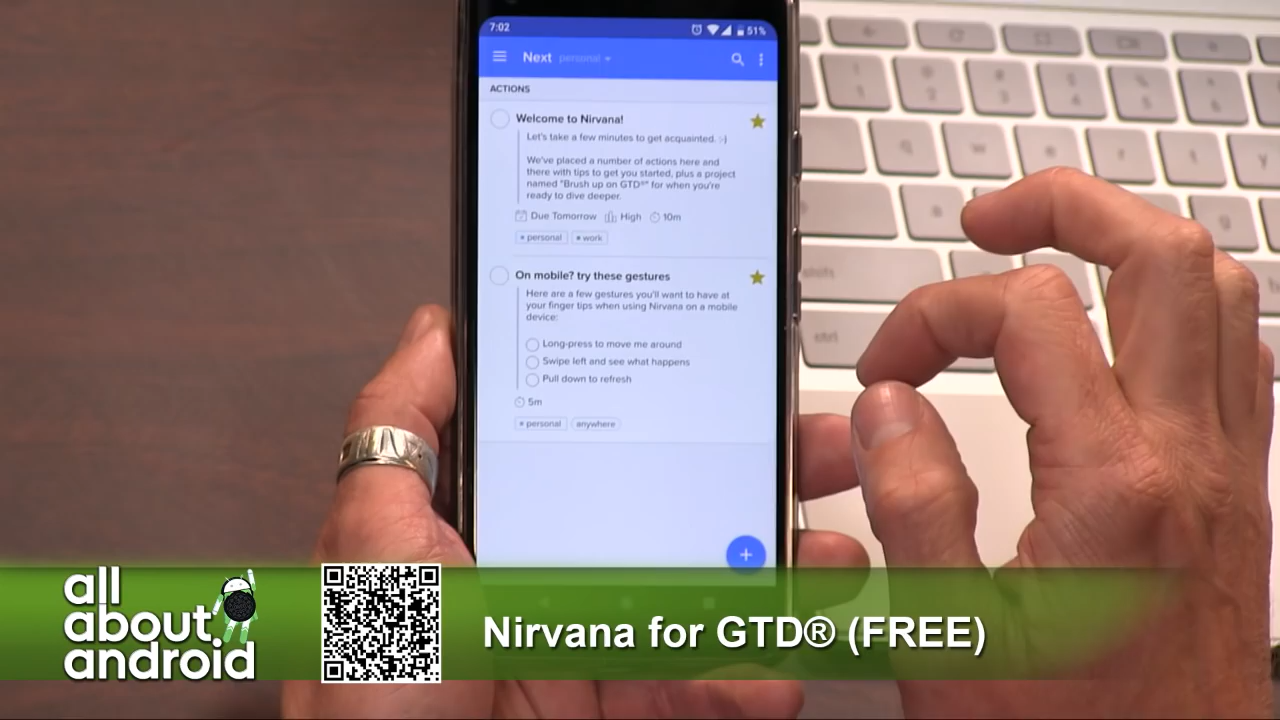 7:02
51%
Next personal
ACTIONS
Welcome to Nirvana!
Let's take a few minutes to get acquainted. :-)
We've placed a number of actions here and
there with tips to get you started, plus a project
named "Brush up on GTD®" for when you're
ready to dive deeper.
Due Tomorrow High 10m
personal work
On mobile? try these gestures
Here are a few gestures you'll want to have at
your finger tips when using Nirvana on a mobile
device:
Long-press to move me around
Swipe left and see what happens
Pull down to refresh
5m
personal anywhere
+
all
about
android
Nirvana for GTD® (FREE)